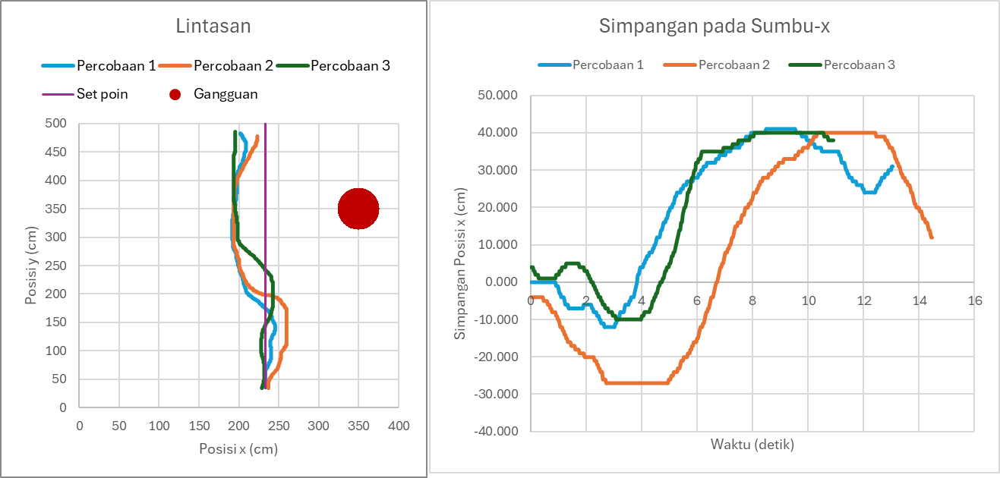 Lintasan
Percobaan 1 Percobaan 2 Percobaan 3
Set poin Gangguan
500
450
400
350
300
250
200
150
100
50
0
0 50 100 150 200 250 300 350 400
Posisi y (cm)
Posisi x (cm)
Simpangan pada Sumbu-x
Percobaan 1 Percobaan 2 Percobaan 3
50.000
40.000
30.000
20.000
10.000
0.000
-10.000
-20.000
-30.000
-40.000
0 2 4 6 8 10 12 14 16
Simpangan Posisi x (cm)
Waktu (detik)